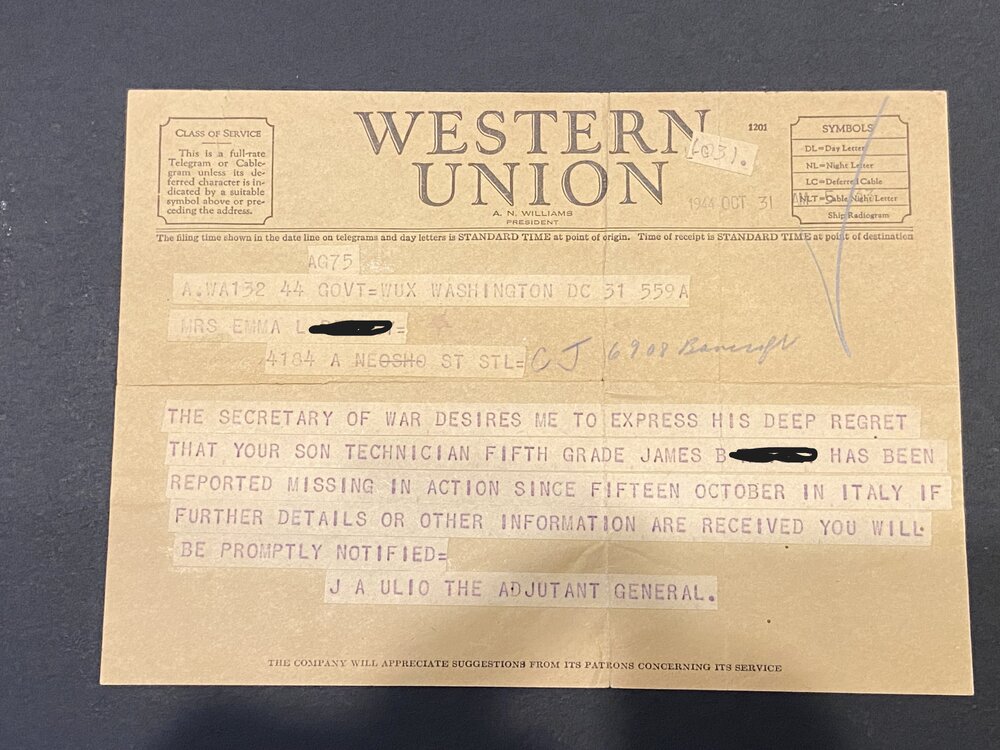 CLASS OF SERVICE
This is a full-rate
Telegram or Cable-
gram unless its de-
ferred character is in-
dicated by a suitable
symbol above or pre-
ceding the address.
WESTERN
UNION
A. N. WILLIAMS
PRESIDENT
1201
SYMBOLS
DL=Day Letter
NL=Night Letter
LC=Deferred Cable
NLT=Cable Night Letter
Ship Radiogram
1944 OCT 31 AM
The filing time shown in the date line on telegrams and day letters is STANDARD TIME at point of origin. Time of receipt is STANDARD TIME at point of destination
AG75
A.WA132 44 GOVT=WUX WASHINGTON DC 31 559A
MRS EMMA L
4184 A NEOSHO ST STL= CJ 6908 Bancroft
THE SECRETARY OF WAR DESIRES ME TO EXPRESS HIS DEEP REGRET
THAT YOUR SON TECHNICIAN FIFTH GRADE JAMES B HAS BEEN
REPORTED MISSING IN ACTION SINCE FIFTEEN OCTOBER IN ITALY IF
FURTHER DETAILS OR OTHER INFORMATION ARE RECEIVED YOU WILL
BE PROMPTLY NOTIFIED=
J A ULIO THE ADJUTANT GENERAL.
THE COMPANY WILL APPRECIATE SUGGESTIONS FROM ITS PATRONS CONCERNING ITS SERVICE